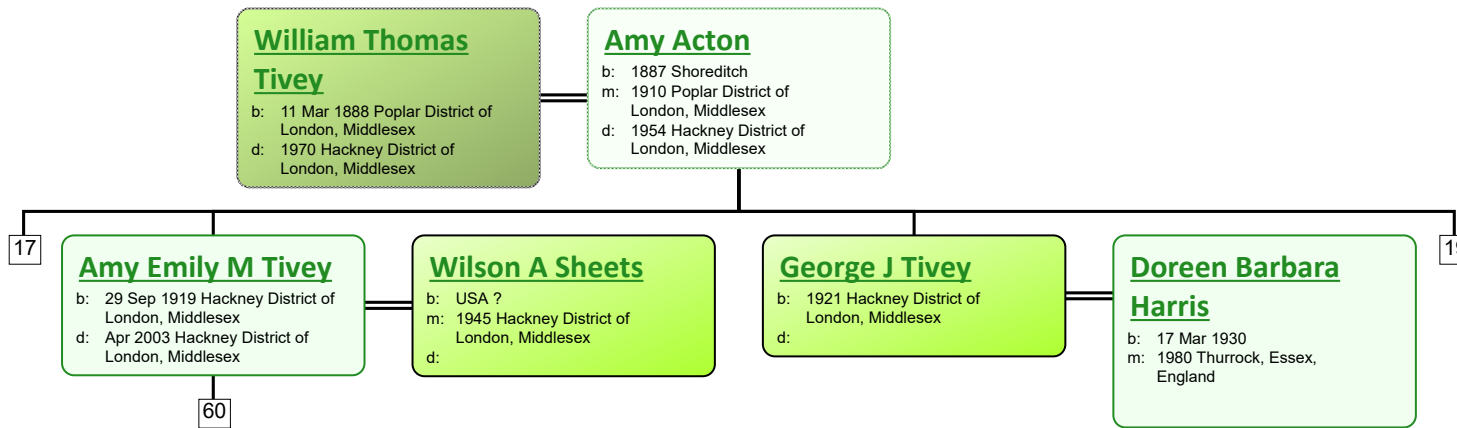 William Thomas
Tivey
b: 11 Mar 1888 Poplar District of
London, Middlesex
d: 1970 Hackney District of
London, Middlesex
Amy Acton
b: 1887 Shoreditch
m: 1910 Poplar District of
London, Middlesex
d: 1954 Hackney District of
London, Middlesex
17
Amy Emily M Tivey
b: 29 Sep 1919 Hackney District of
London, Middlesex
d: Apr 2003 Hackney District of
London, Middlesex
60
Wilson A Sheets
b: USA ?
m: 1945 Hackney District of
London, Middlesex
d:
George J Tivey
b: 1921 Hackney District of
London, Middlesex
d:
Doreen Barbara
Harris
b: 17 Mar 1930
m: 1980 Thurrock, Essex,
England